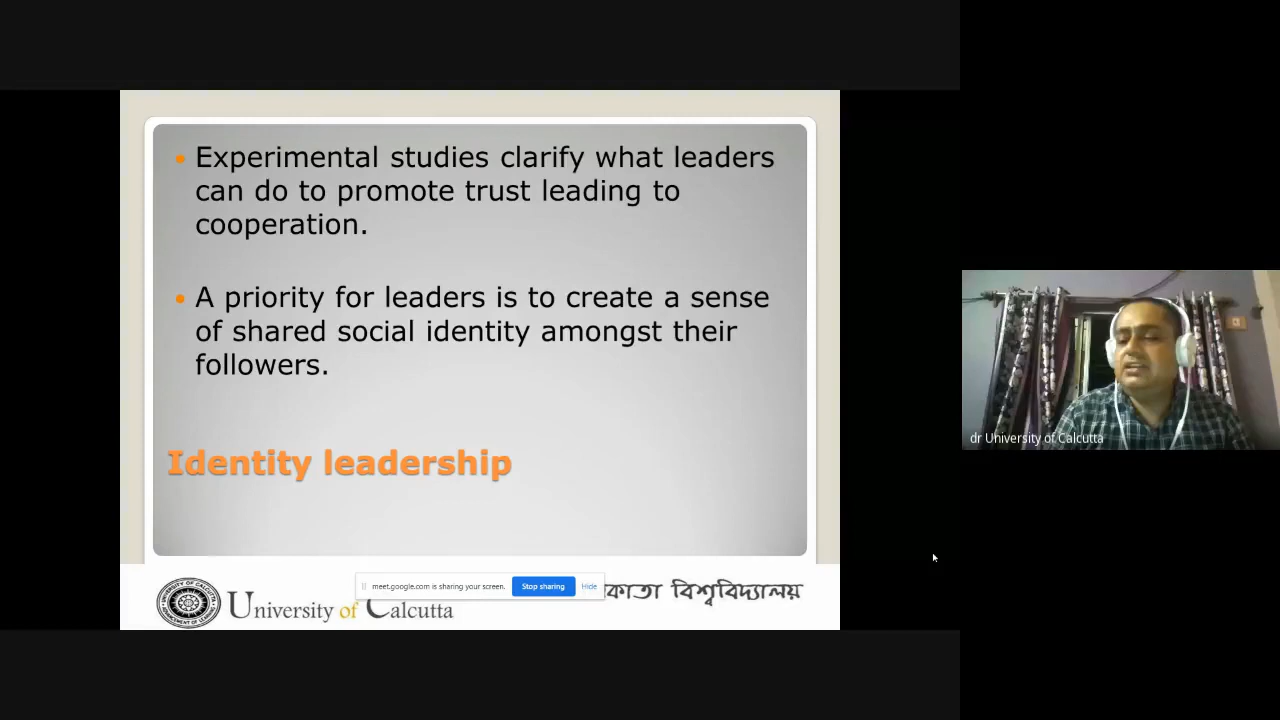 Experimental studies clarify what leaders
can do to promote trust leading to
cooperation.
A priority for leaders is to create a sense
of shared social identity amongst their
followers.
Identity leadership
meet.google.com is sharing your screen.
Stop sharing
Hide
University of Calcutta
বিশ্ববিদ্যালয়
dr University of Calcutta